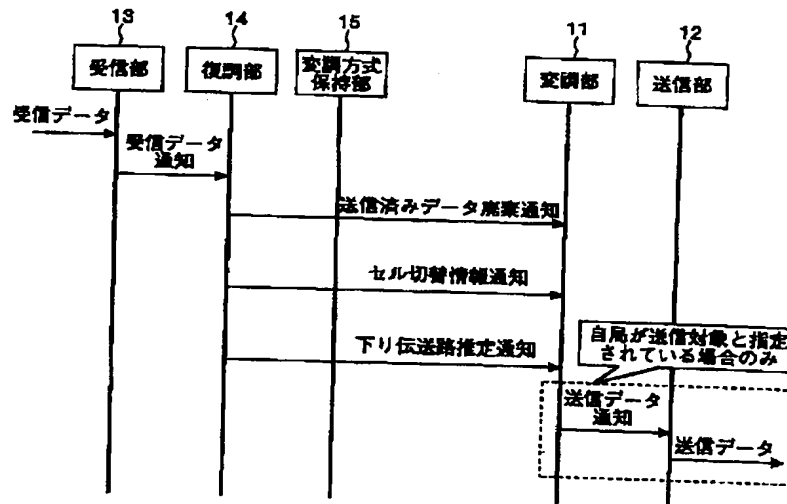 13
14
15
11
12
受信部
復調部
変調方式
保持部
変調部
送信部
受信データ
受信データ
通知
送信済みデータ廃棄通知
セル切替情報通知
下り伝送路推定通知
自局が送信対象と指定
されている場合のみ
送信データ
通知
送信データ